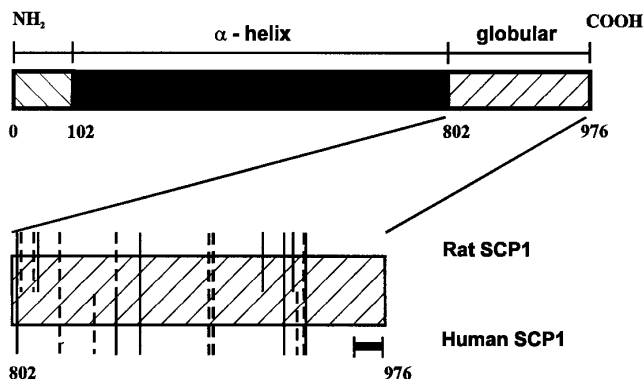 NH₂ α - helix globular COOH
0 102 802 976
Rat SCP1
Human SCP1
802 976